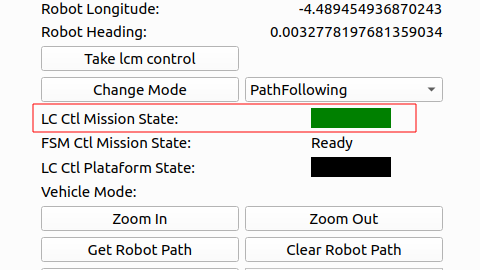 Robot Longitude: -4.489454936870243
Robot Heading: 0.0032778197681359034
Take lcm control
Change Mode PathFollowing
LC Ctl Mission State:
FSM Ctl Mission State: Ready
LC Ctl Plataform State:
Vehicle Mode:
Zoom In Zoom Out
Get Robot Path Clear Robot Path